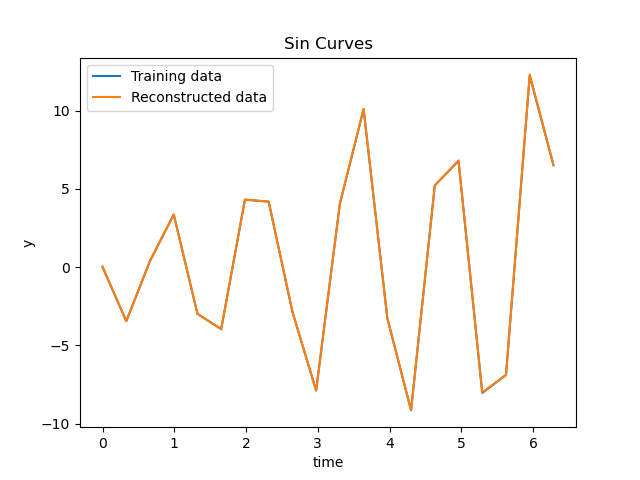 Sin Curves
Training data
Reconstructed data
10
5
0
−5
−10
y
0 1 2 3 4 5 6
time